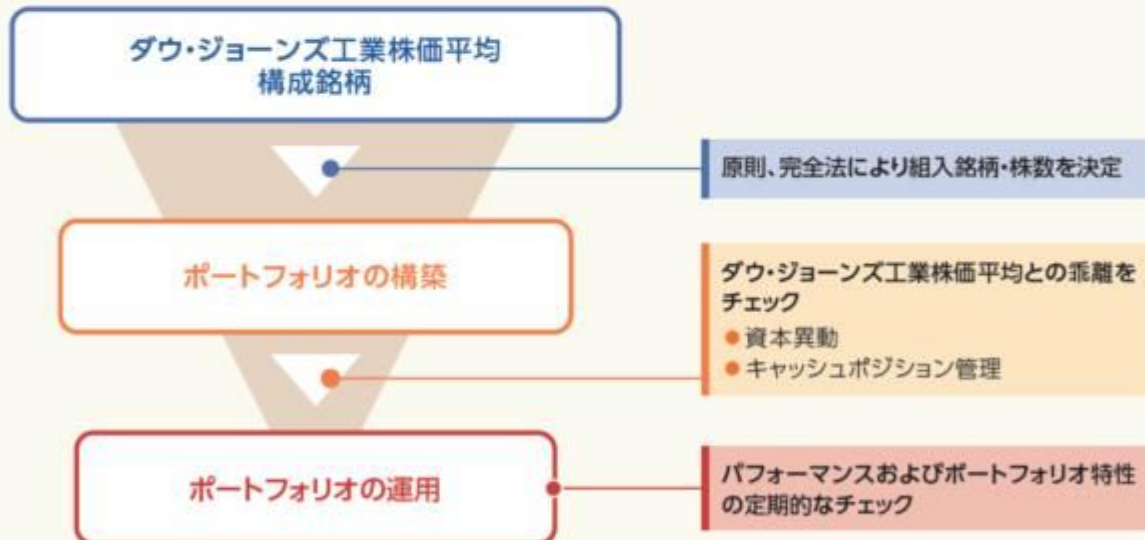 ダウ・ジョーンズ工業株価平均
構成銘柄
原則、完全法により組入銘柄・株数を決定
ポートフォリオの構築
ダウ・ジョーンズ工業株価平均との乖離を
チェック
●資本異動
●キャッシュポジション管理
ポートフォリオの運用
パフォーマンスおよびポートフォリオ特性
の定期的なチェック